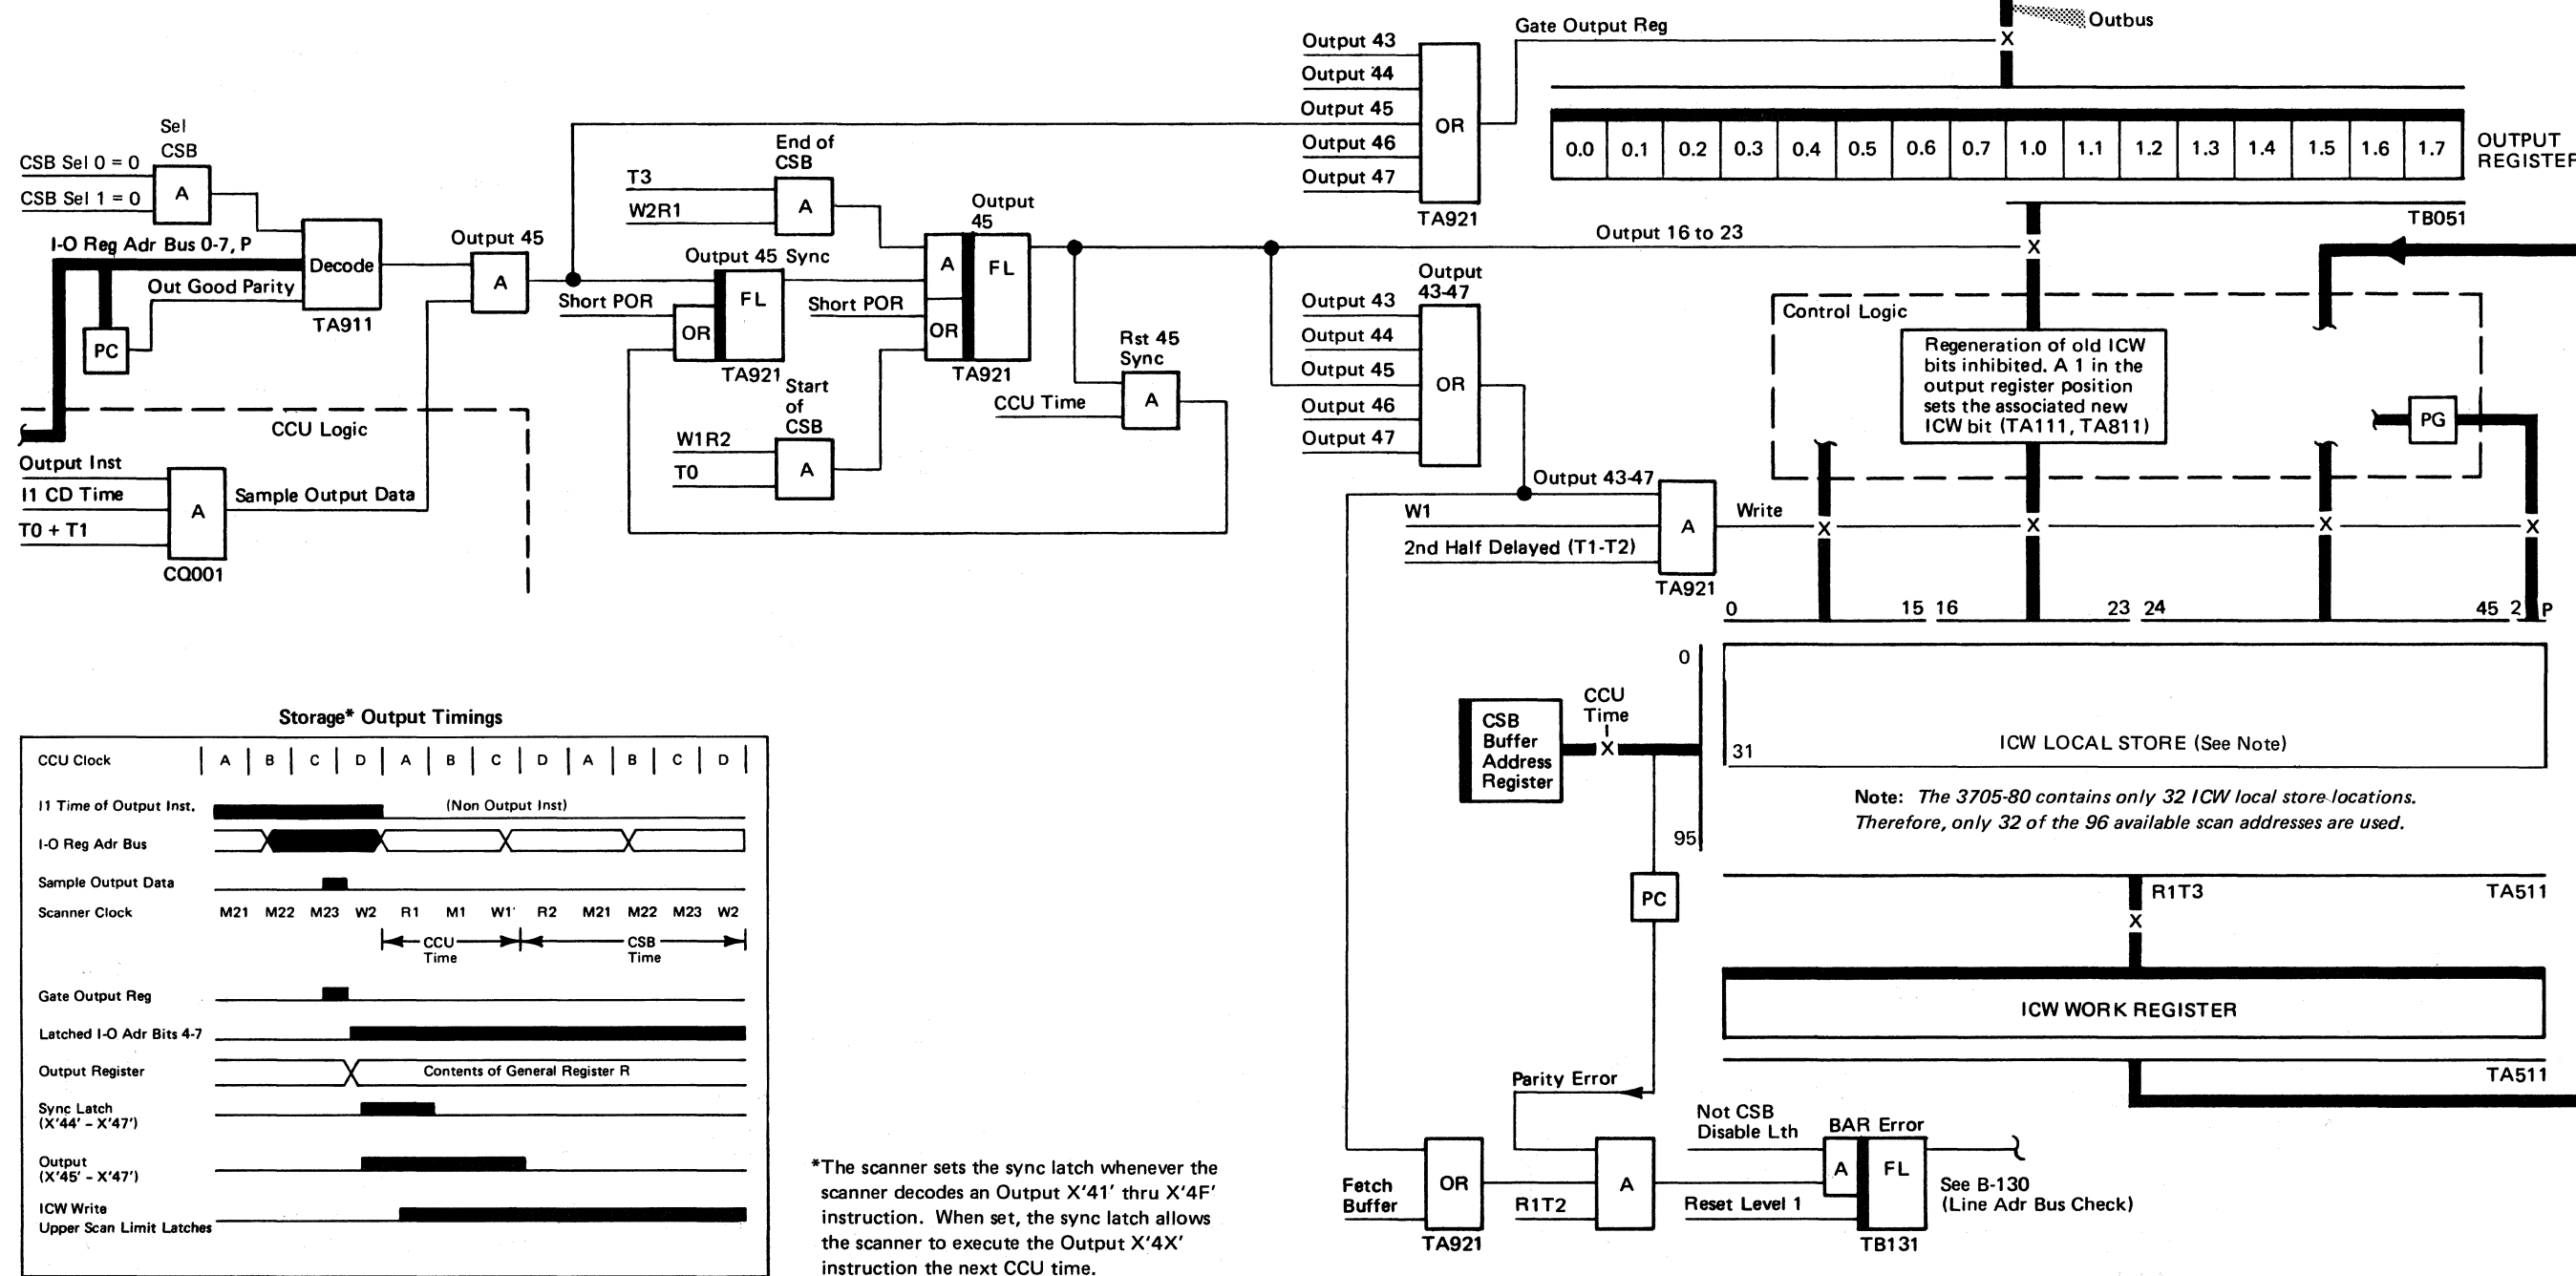 Outbus
Gate Output Reg
Output 43
Output 44
Output 45
Output 46
Output 47
OR
TA921
0.0 0.1 0.2 0.3 0.4 0.5 0.6 0.7 1.0 1.1 1.2 1.3 1.4 1.5 1.6 1.7
OUTPUT
REGISTER
TB051
Sel
CSB
CSB Sel 0 = 0
CSB Sel 1 = 0
A
I-O Reg Adr Bus 0-7, P
Out Good Parity
PC
Decode
TA911
Output 45
A
End of
CSB
T3
W2R1
A
Output 45 Sync
Short POR
OR
FL
TA921
Output
45
Short POR
A
OR
FL
TA921
Start
of
CSB
W1R2
T0
A
Rst 45
Sync
CCU Time
A
CCU Logic
Output Inst
I1 CD Time
T0 + T1
A
Sample Output Data
CQ001
Output 16 to 23
X
Output
43-47
Output 43
Output 44
Output 45
Output 46
Output 47
OR
Output 43-47
W1
2nd Half Delayed (T1-T2)
A
TA921
Write
X X X X
Control Logic
Regeneration of old ICW
bits inhibited. A 1 in the
output register position
sets the associated new
ICW bit (TA111, TA811)
PG
0 15 16 23 24 45 2 P
0
31
95
ICW LOCAL STORE (See Note)
CSB
Buffer
Address
Register
CCU
Time
X
Note: The 3705-80 contains only 32 ICW local store locations.
Therefore, only 32 of the 96 available scan addresses are used.
PC
R1T3
X
TA511
ICW WORK REGISTER
TA511
Parity Error
Fetch
Buffer
OR
TA921
R1T2
A
Not CSB
Disable Lth
Reset Level 1
BAR Error
A
FL
TB131
See B-130
(Line Adr Bus Check)
Storage* Output Timings
CCU Clock A B C D A B C D A B C D
I1 Time of Output Inst. (Non Output Inst)
I-O Reg Adr Bus
Sample Output Data
Scanner Clock M21 M22 M23 W2 R1 M1 W1 R2 M21 M22 M23 W2
CCU
Time
CSB
Time
Gate Output Reg
Latched I-O Adr Bits 4-7
Output Register Contents of General Register R
Sync Latch
(X'44' - X'47')
Output
(X'45' - X'47')
ICW Write
Upper Scan Limit Latches
*The scanner sets the sync latch whenever the
scanner decodes an Output X'41' thru X'4F'
instruction. When set, the sync latch allows
the scanner to execute the Output X'4X'
instruction the next CCU time.